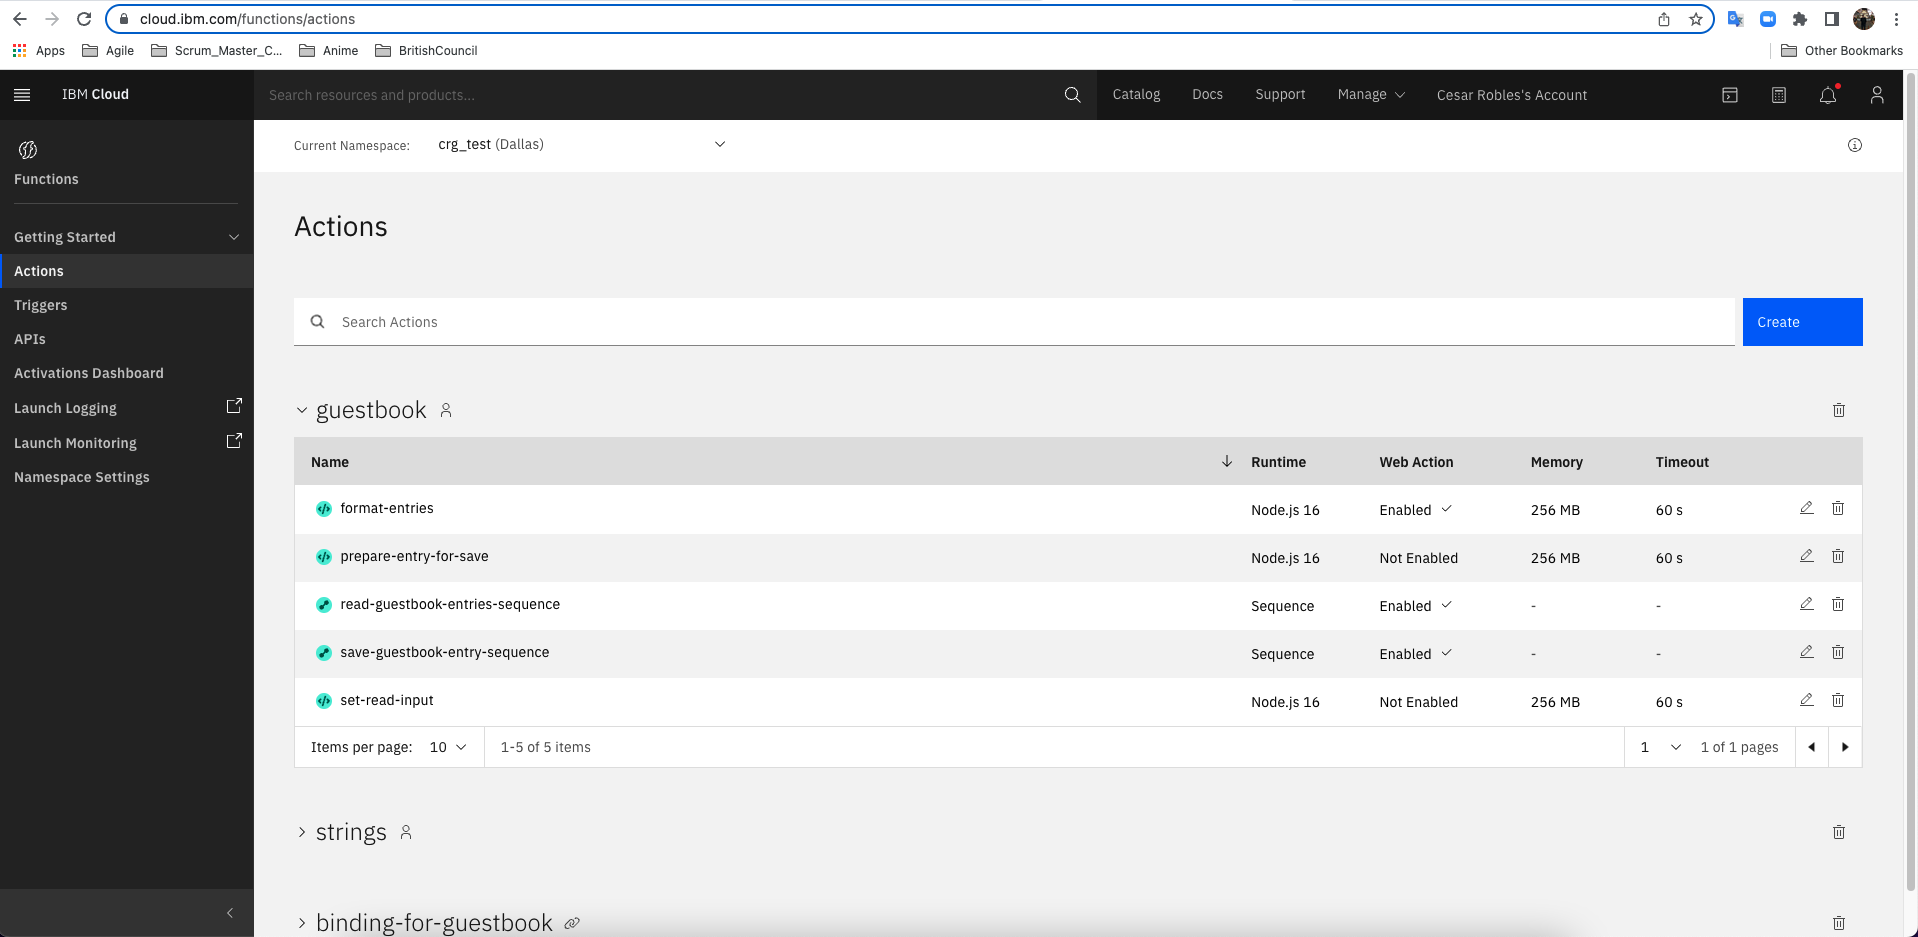 cloud.ibm.com/functions/actions
Apps Agile Scrum_Master_C... Anime BritishCouncil Other Bookmarks
IBM Cloud Search resources and products... Catalog Docs Support Manage Cesar Robles's Account
Functions
Getting Started
Actions
Triggers
APIs
Activations Dashboard
Launch Logging
Launch Monitoring
Namespace Settings
Current Namespace: crg_test (Dallas)
Actions
Search Actions Create
guestbook
Name Runtime Web Action Memory Timeout
format-entries Node.js 16 Enabled 256 MB 60 s
prepare-entry-for-save Node.js 16 Not Enabled 256 MB 60 s
read-guestbook-entries-sequence Sequence Enabled - -
save-guestbook-entry-sequence Sequence Enabled - -
set-read-input Node.js 16 Not Enabled 256 MB 60 s
Items per page: 10 1-5 of 5 items 1 1 of 1 pages
strings
binding-for-guestbook